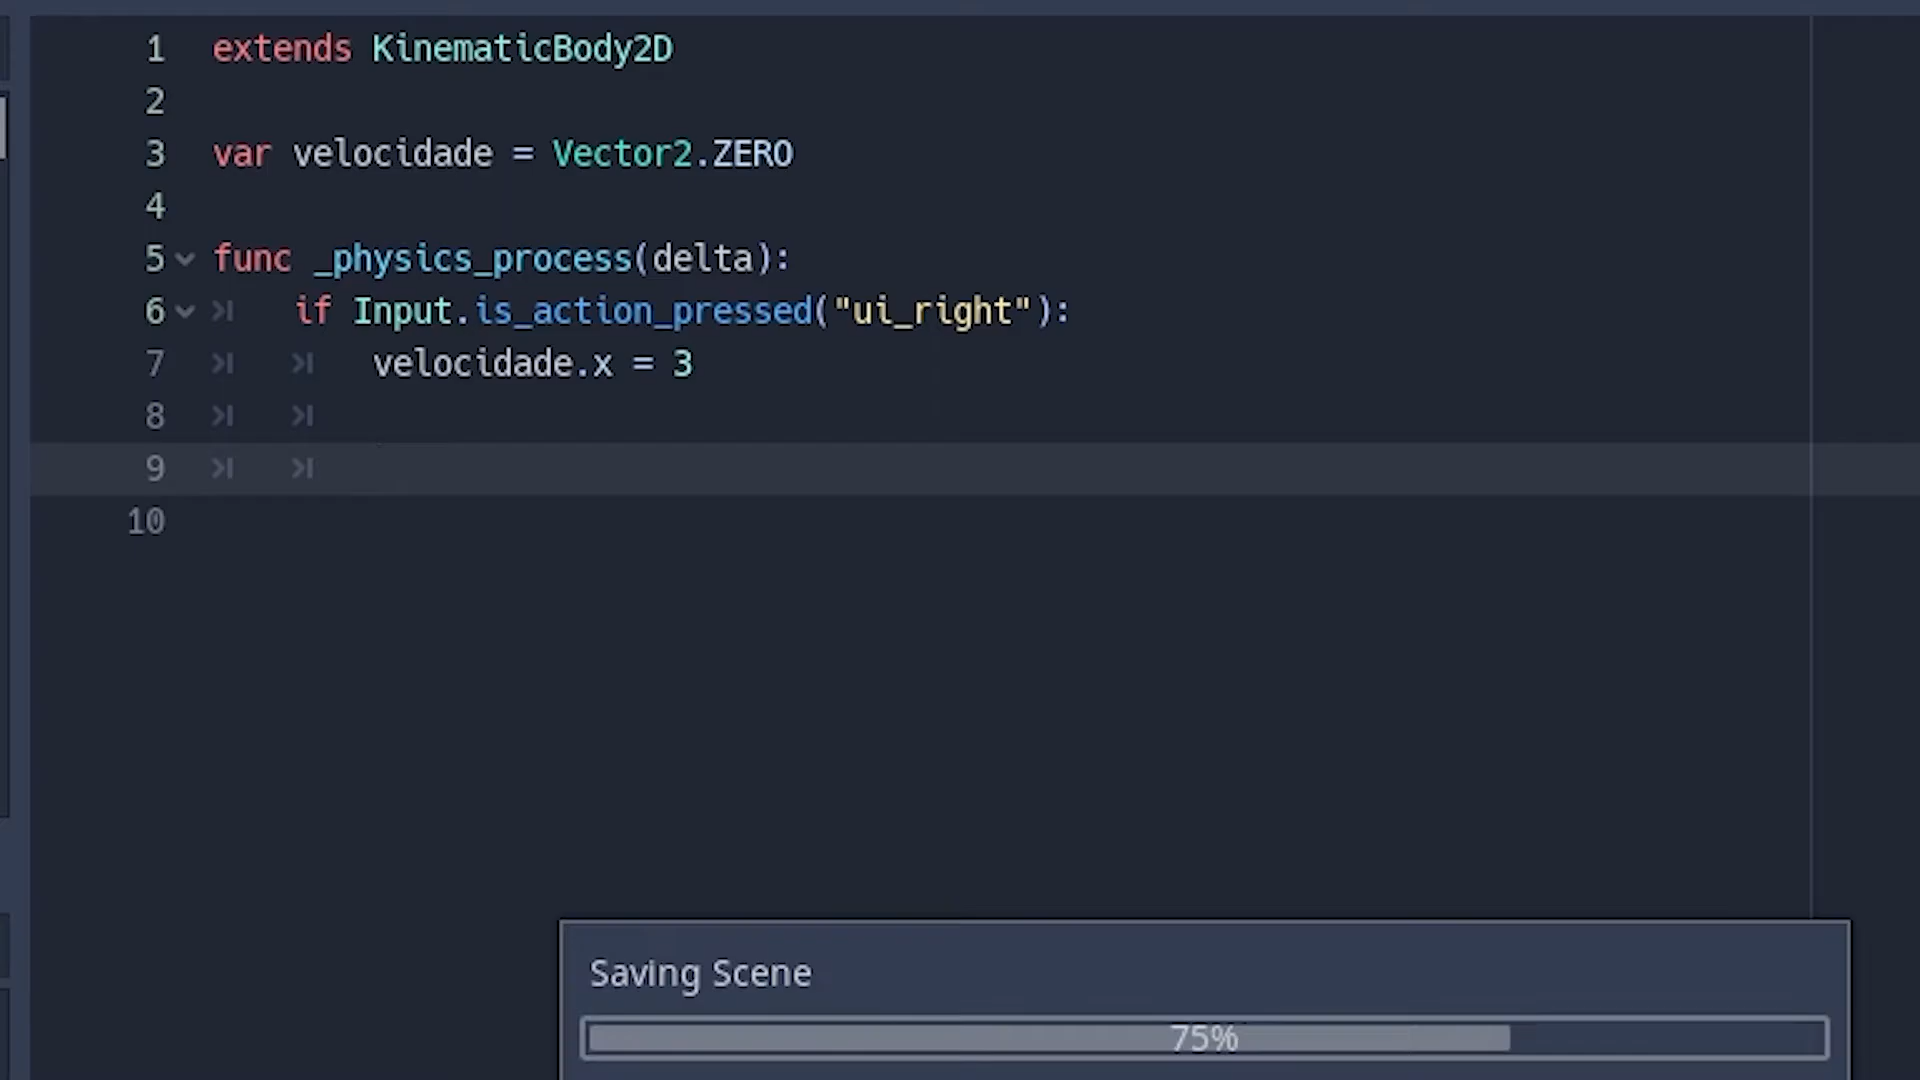 1 extends KinematicBody2D
2
3 var velocidade = Vector2.ZERO
4
5 func _physics_process(delta):
6 if Input.is_action_pressed("ui_right"):
7 velocidade.x = 3
8
9
10
Saving Scene
75%